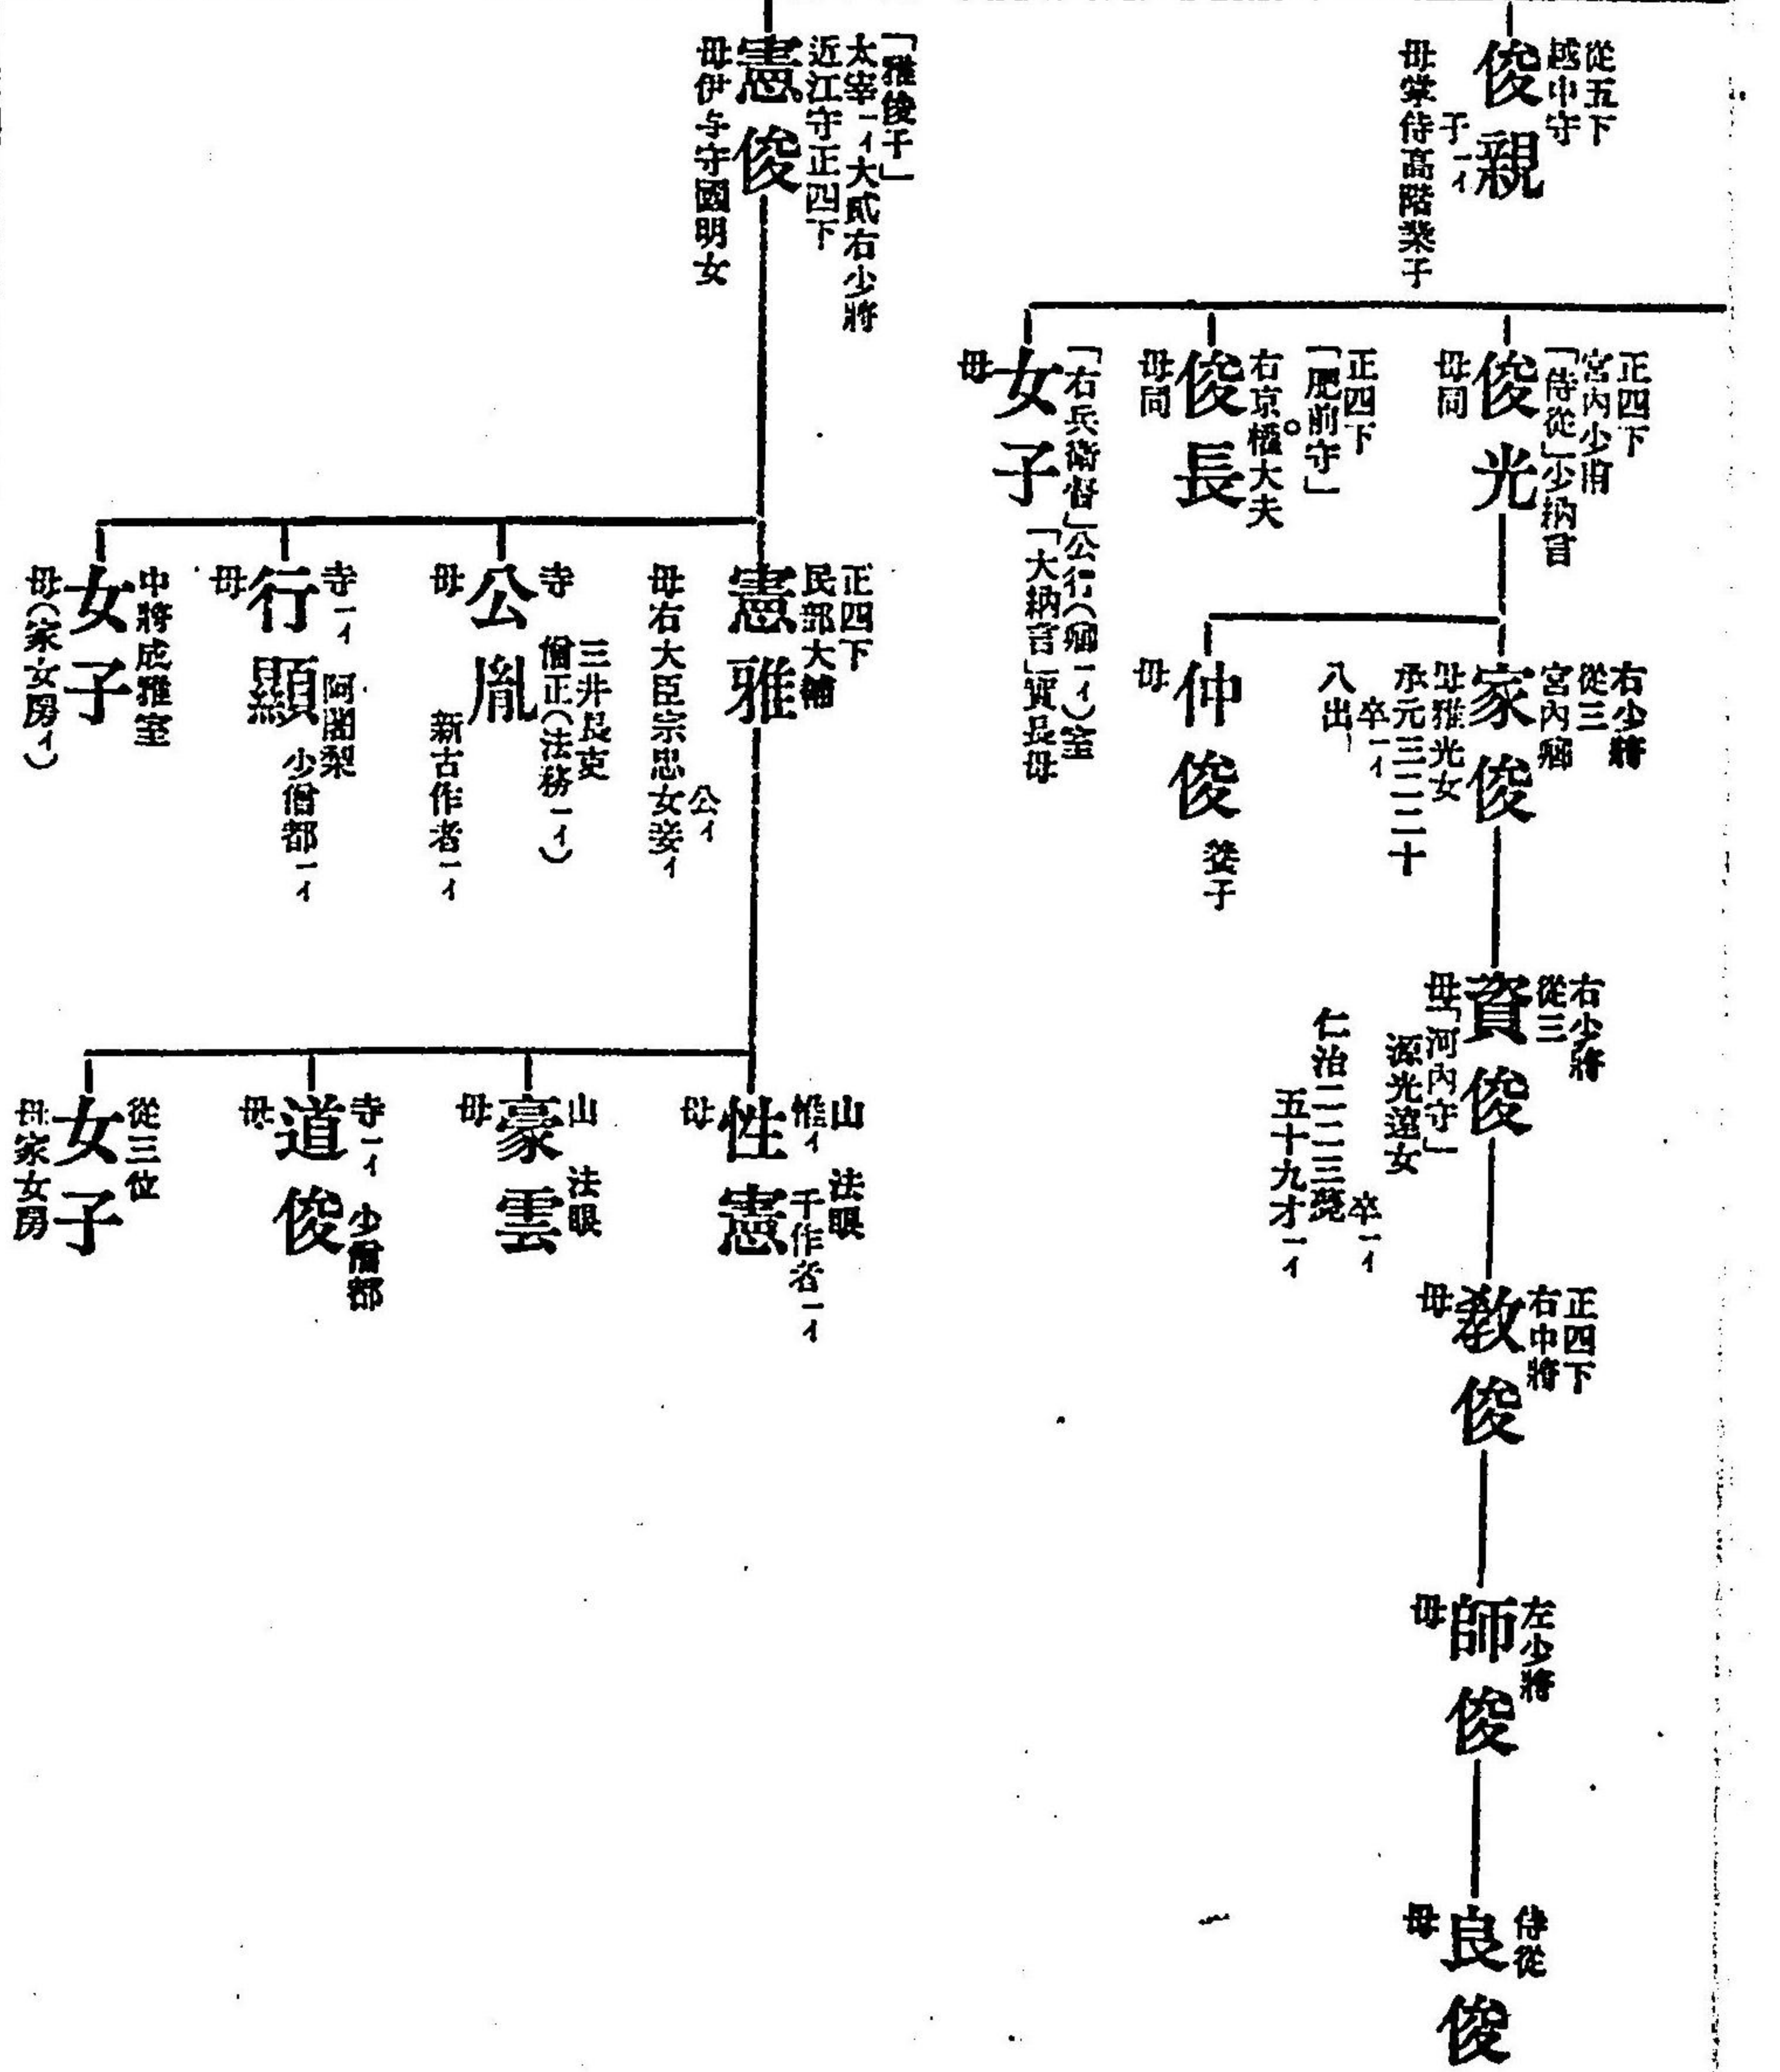 從五下
越中守
俊親
子一イ
母掌侍高階業子
正四下
宮内少甫
「侍從」少納言
俊光
母同
右少將
從三
宮内卿
家俊
母雅光女
承元三二二十
卒一イ
八出
右少將
從三
資俊
母「河内守」
源光遠女
卒一イ
仁治二二三薨
五十九才一イ
正四下
右中將
教俊
母
左少將
師俊
母
侍從
良俊
母
仲俊 養子
母
正四下
「肥前守」
右京權大夫
俊長
母同
「右兵衛督」公行(卿一イ)室
「大納言」實長母
女子
母
「雅俊子」
太宰一イ大貳右少將
近江守正四下
憲俊
母伊与守國明女
正四下
民部大輔
憲雅
公イ
母右大臣宗忠女妾イ
山 法眼
惟イ 千作者一イ
性憲
母
山 法眼
豪雲
母
寺一イ 少僧都
道俊
母
從三位
女子
母家女房
寺 三井長吏
僧正(法務一イ)
公胤
新古作者一イ
母
寺一イ 阿闍梨
少僧都一イ
行顯
母
中將成雅室
女子
母(家女房イ)